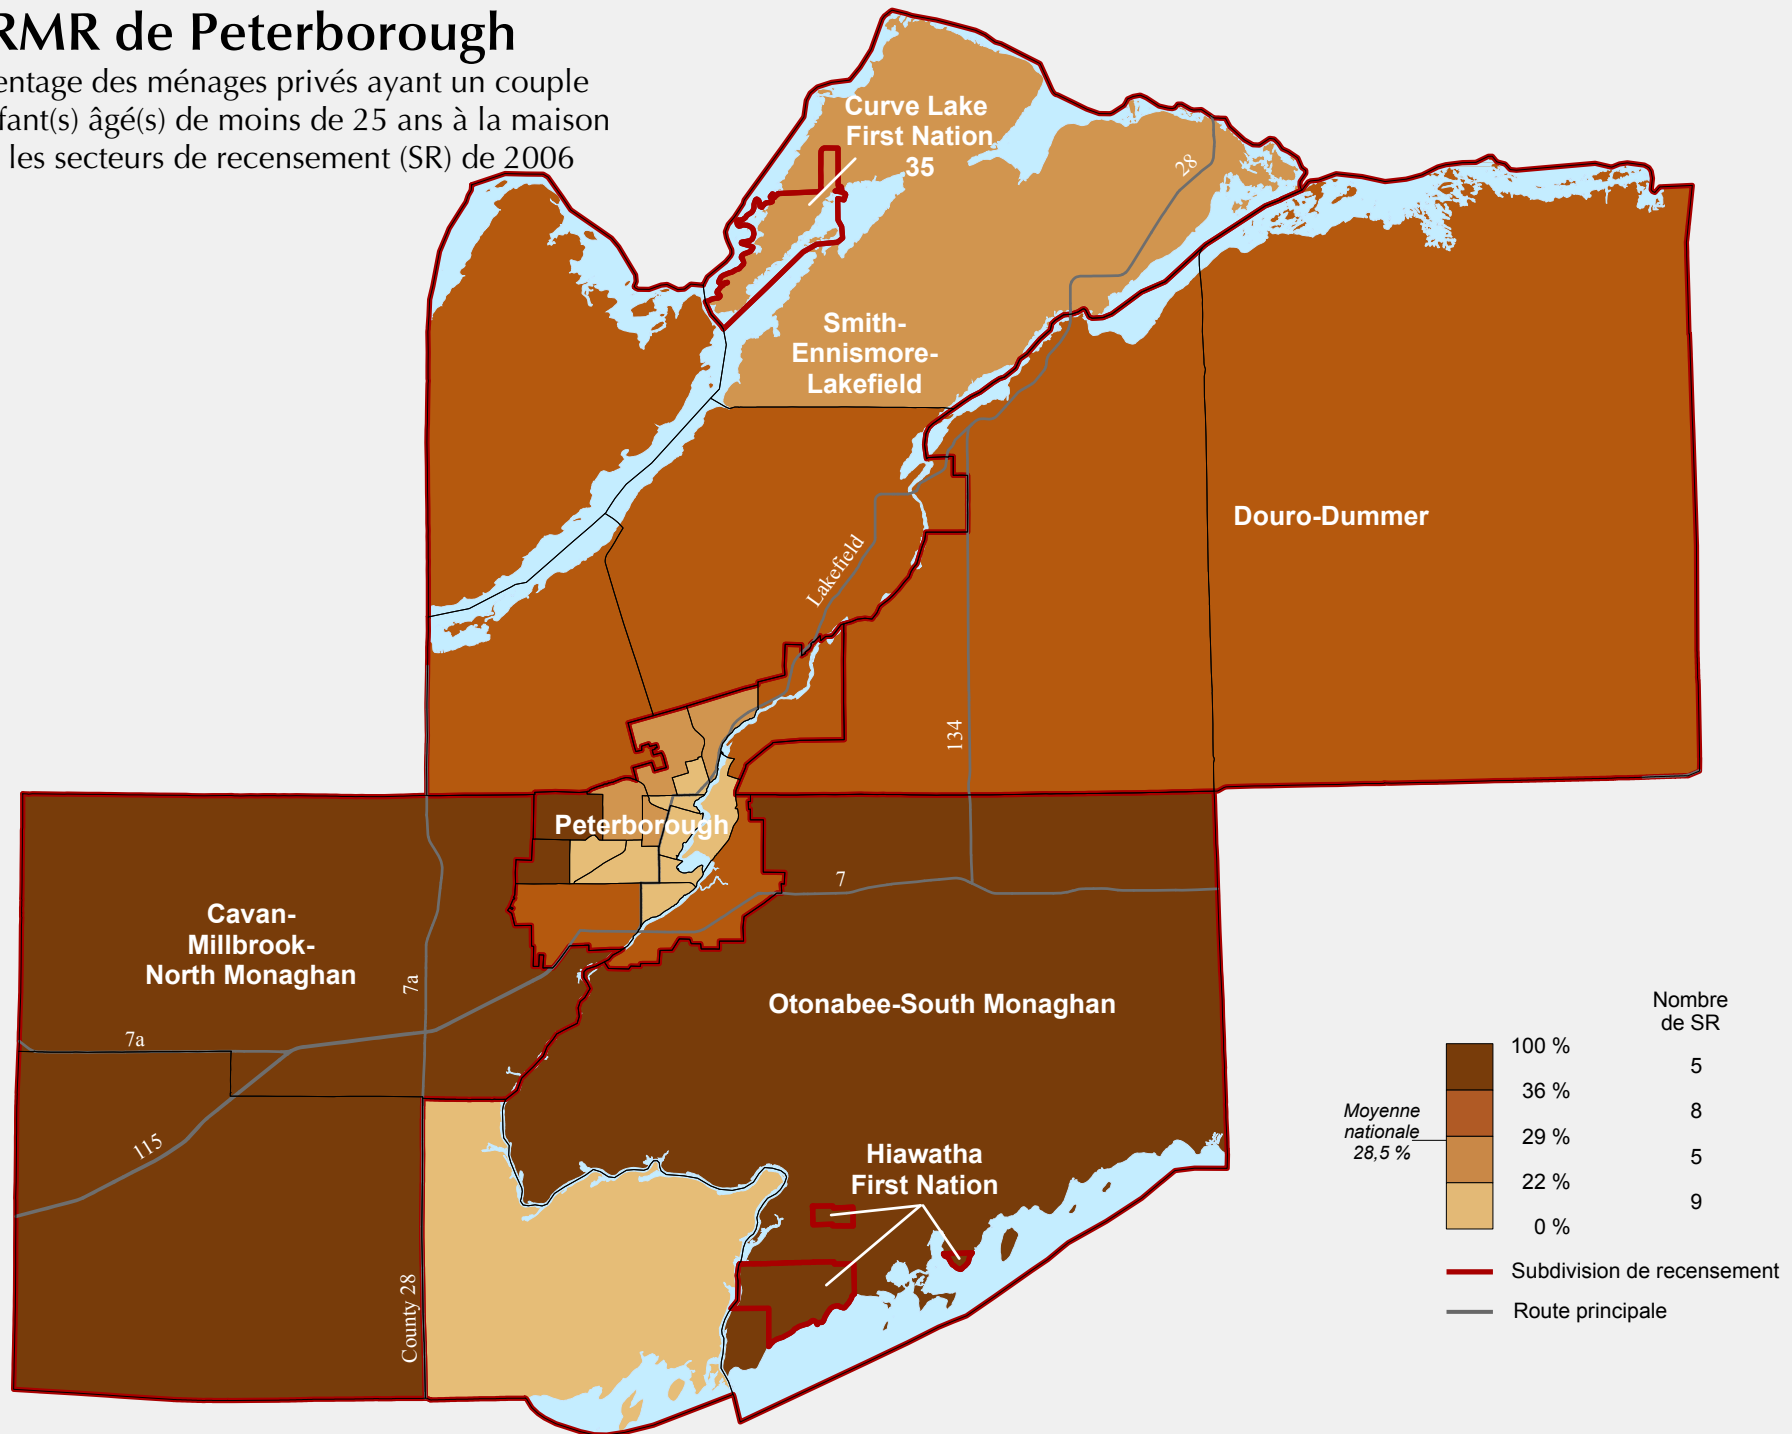 RMR de Peterborough
entage des ménages privés ayant un couple
fant(s) âgé(s) de moins de 25 ans à la maison
les secteurs de recensement (SR) de 2006
Curve Lake
First Nation
35
28
Smith-
Ennismore-
Lakefield
Douro-Dummer
Lakefield
134
Peterborough
7
Cavan-
Millbrook-
North Monaghan
7a
7a
Otonabee-South Monaghan
115
County 28
Hiawatha
First Nation
Nombre
de SR
100 %
5
36 %
8
Moyenne
nationale
28,5 %
29 %
5
22 %
9
0 %
Subdivision de recensement
Route principale